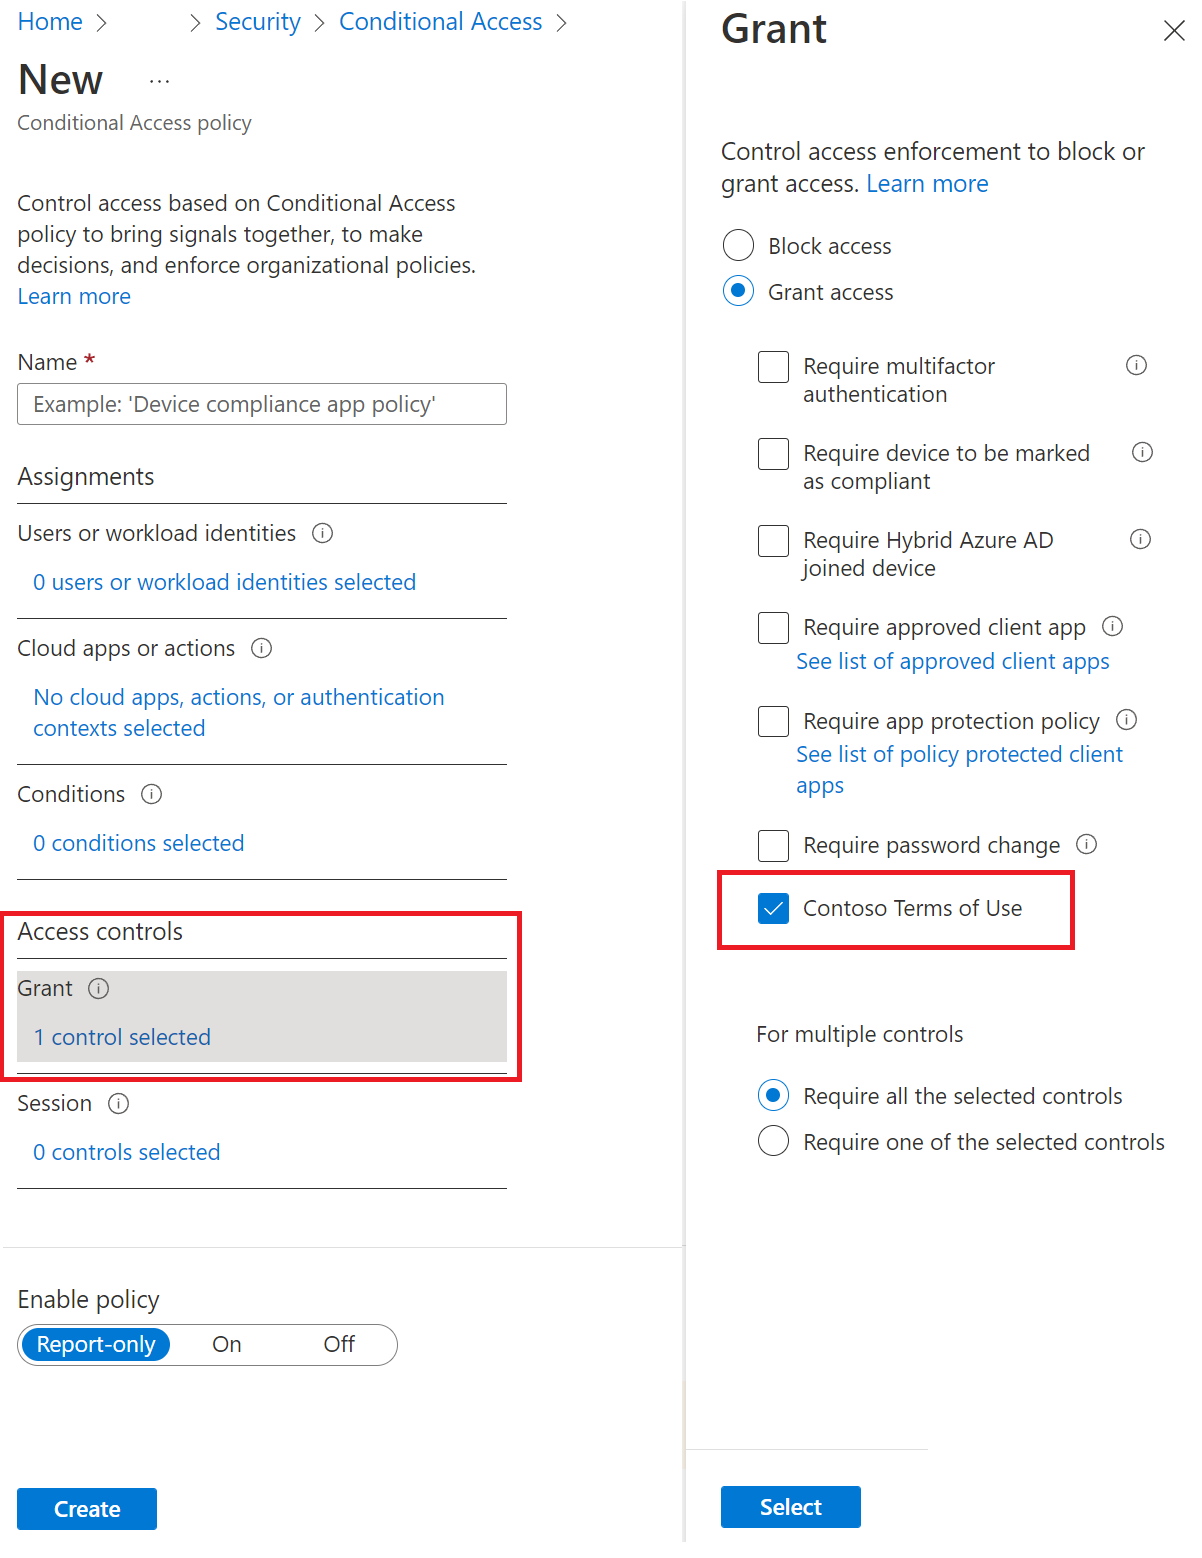 Home > > Security > Conditional Access >
New ...
Conditional Access policy
Control access based on Conditional Access
policy to bring signals together, to make
decisions, and enforce organizational policies.
Learn more
Name *
Example: 'Device compliance app policy'
Assignments
Users or workload identities
0 users or workload identities selected
Cloud apps or actions
No cloud apps, actions, or authentication
contexts selected
Conditions
0 conditions selected
Access controls
Grant
1 control selected
Session
0 controls selected
Enable policy
Report-only On Off
Create
Grant
Control access enforcement to block or
grant access. Learn more
Block access
Grant access
Require multifactor
authentication
Require device to be marked
as compliant
Require Hybrid Azure AD
joined device
Require approved client app
See list of approved client apps
Require app protection policy
See list of policy protected client
apps
Require password change
Contoso Terms of Use
For multiple controls
Require all the selected controls
Require one of the selected controls
Select